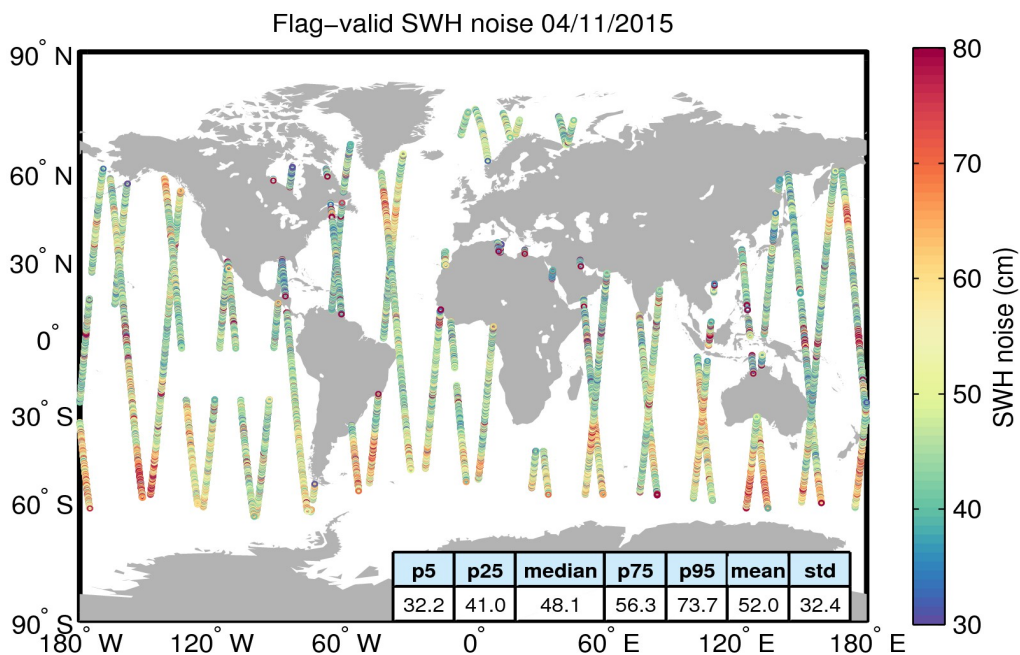 Flag−valid SWH noise 04/11/2015
90° N
60° N
30° N
0°
30° S
60° S
90° S
180° W
120° W
60° W
0°
60° E
120° E
180° E
80
70
60
50
40
30
SWH noise (cm)
p5 p25 median p75 p95 mean std
32.2 41.0 48.1 56.3 73.7 52.0 32.4